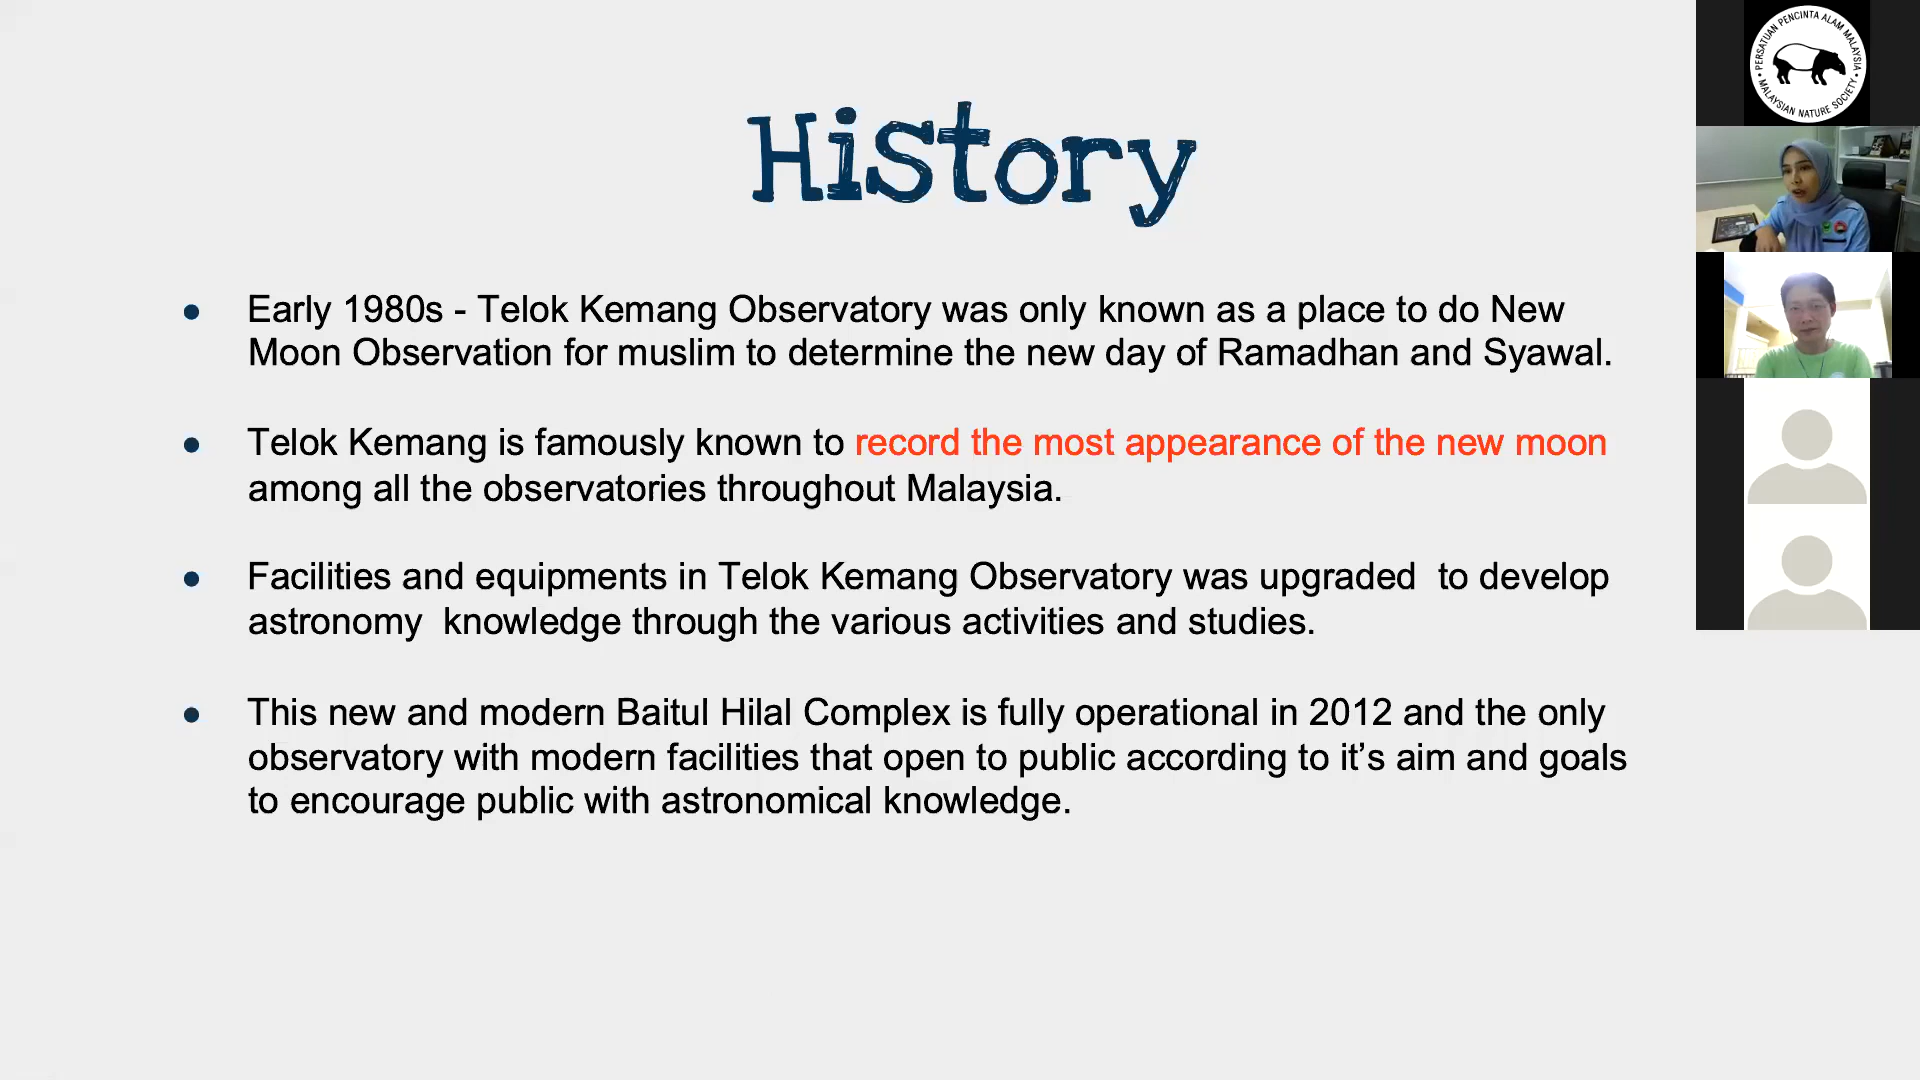 History
Early 1980s - Telok Kemang Observatory was only known as a place to do New
Moon Observation for muslim to determine the new day of Ramadhan and Syawal.
Telok Kemang is famously known to record the most appearance of the new moon
among all the observatories throughout Malaysia.
Facilities and equipments in Telok Kemang Observatory was upgraded  to develop
astronomy  knowledge through the various activities and studies.
This new and modern Baitul Hilal Complex is fully operational in 2012 and the only
observatory with modern facilities that open to public according to it’s aim and goals
to encourage public with astronomical knowledge.
PERSATUAN PENCINTA ALAM MALAYSIA
MALAYSIAN NATURE SOCIETY